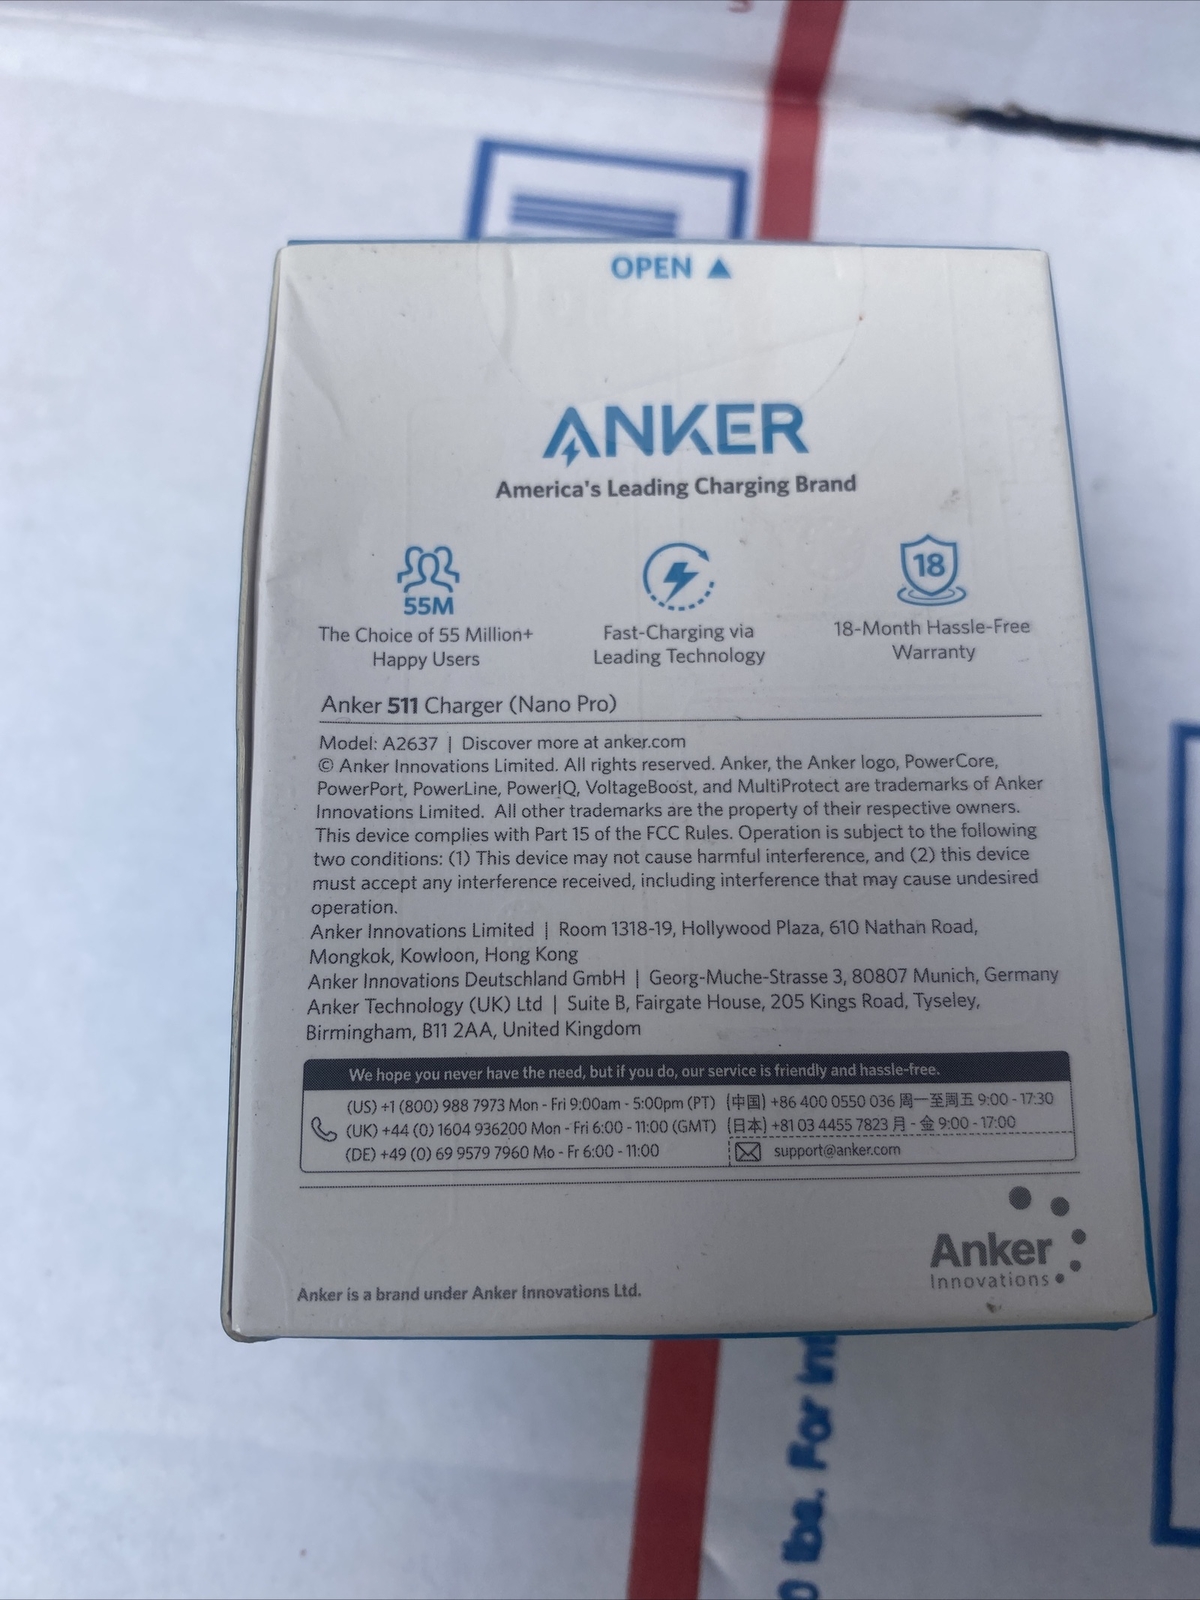 OPEN ▲
ANKER
America's Leading Charging Brand
55M
The Choice of 55 Million+
Happy Users
Fast-Charging via
Leading Technology
18
18-Month Hassle-Free
Warranty
Anker 511 Charger (Nano Pro)
Model: A2637 | Discover more at anker.com
© Anker Innovations Limited. All rights reserved. Anker, the Anker logo, PowerCore,
PowerPort, PowerLine, PowerIQ, VoltageBoost, and MultiProtect are trademarks of Anker
Innovations Limited. All other trademarks are the property of their respective owners.
This device complies with Part 15 of the FCC Rules. Operation is subject to the following
two conditions: (1) This device may not cause harmful interference, and (2) this device
must accept any interference received, including interference that may cause undesired
operation.
Anker Innovations Limited | Room 1318-19, Hollywood Plaza, 610 Nathan Road,
Mongkok, Kowloon, Hong Kong
Anker Innovations Deutschland GmbH | Georg-Muche-Strasse 3, 80807 Munich, Germany
Anker Technology (UK) Ltd | Suite B, Fairgate House, 205 Kings Road, Tyseley,
Birmingham, B11 2AA, United Kingdom
We hope you never have the need, but if you do, our service is friendly and hassle-free.
(US) +1 (800) 988 7973 Mon - Fri 9:00am - 5:00pm (PT)
(UK) +44 (0) 1604 936200 Mon - Fri 6:00 - 11:00 (GMT)
(DE) +49 (0) 69 9579 7960 Mo - Fr 6:00 - 11:00
(中国) +86 400 0550 036 周一至周五 9:00 - 17:30
(日本) +81 03 4455 7823 月 - 金 9:00 - 17:00
support@anker.com
Anker
Innovations
Anker is a brand under Anker Innovations Ltd.
0 lbs. For